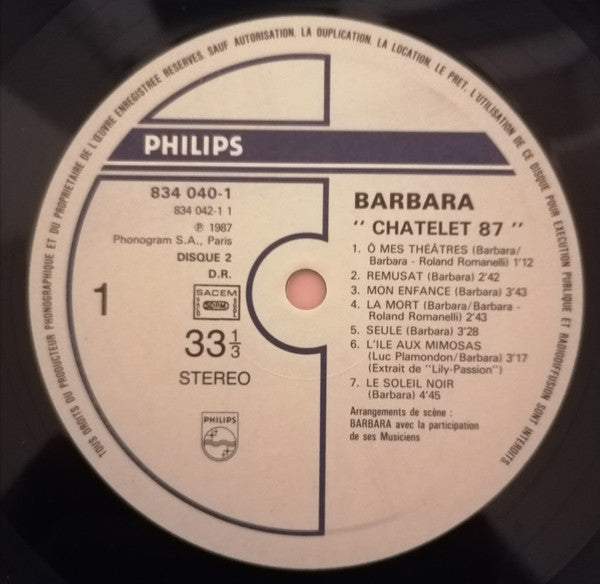 TOUS DROITS DU PRODUCTEUR PHONOGRAPHIQUE ET DU PROPRIETAIRE DE L'ŒUVRE ENREGISTREE RESERVES. SAUF AUTORISATION, LA DUPLICATION, LA LOCATION, LE PRET, L'UTILISATION DE CE DISQUE POUR EXECUTION PUBLIQUE ET RADIODIFFUSION SONT INTERDITS
PHILIPS
834 040-1
834 042-1 1
℗ 1987
Phonogram S.A., Paris
DISQUE 2
D.R.
1
SACEM
SDRM
33 1/3
STEREO
PHILIPS
BARBARA
" CHATELET 87 "
1. Ô MES THÉÂTRES (Barbara/
Barbara - Roland Romanelli) 1'12
2. REMUSAT (Barbara) 2'42
3. MON ENFANCE (Barbara) 3'43
4. LA MORT (Barbara/Barbara -
Roland Romanelli) 2'43
5. SEULE (Barbara) 3'28
6. L'ILE AUX MIMOSAS
(Luc Plamondon/Barbara) 3'17
(Extrait de "Lily-Passion")
7. LE SOLEIL NOIR
(Barbara) 4'45
Arrangements de scène :
BARBARA avec la participation
de ses Musiciens